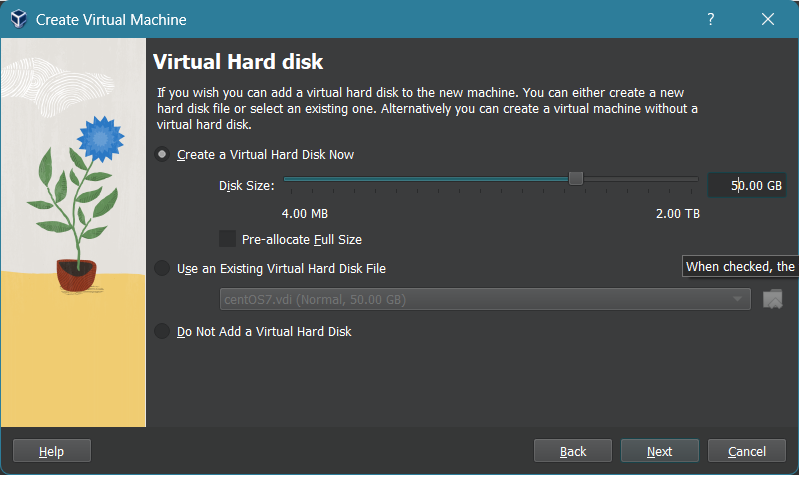 Create Virtual Machine
?
Virtual Hard disk
If you wish you can add a virtual hard disk to the new machine. You can either create a new
hard disk file or select an existing one. Alternatively you can create a virtual machine without a
virtual hard disk.
Create a Virtual Hard Disk Now
Disk Size:
50.00 GB
4.00 MB
2.00 TB
Pre-allocate Full Size
Use an Existing Virtual Hard Disk File
When checked, the
centOS7.vdi (Normal, 50.00 GB)
Do Not Add a Virtual Hard Disk
Help
Back
Next
Cancel